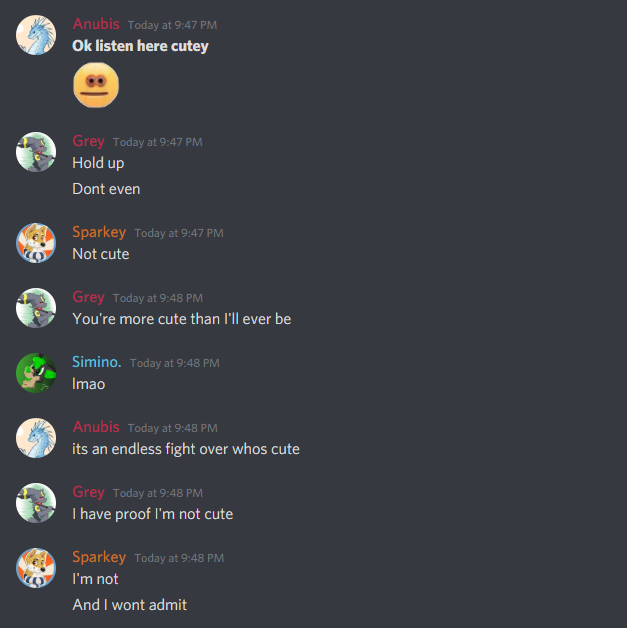 Anubis Today at 9:47 PM
Ok listen here cutey
Grey Today at 9:47 PM
Hold up
Dont even
Sparkey Today at 9:47 PM
Not cute
Grey Today at 9:48 PM
You're more cute than I'll ever be
Simino. Today at 9:48 PM
lmao
Anubis Today at 9:48 PM
its an endless fight over whos cute
Grey Today at 9:48 PM
I have proof I'm not cute
Sparkey Today at 9:48 PM
I'm not
And I wont admit